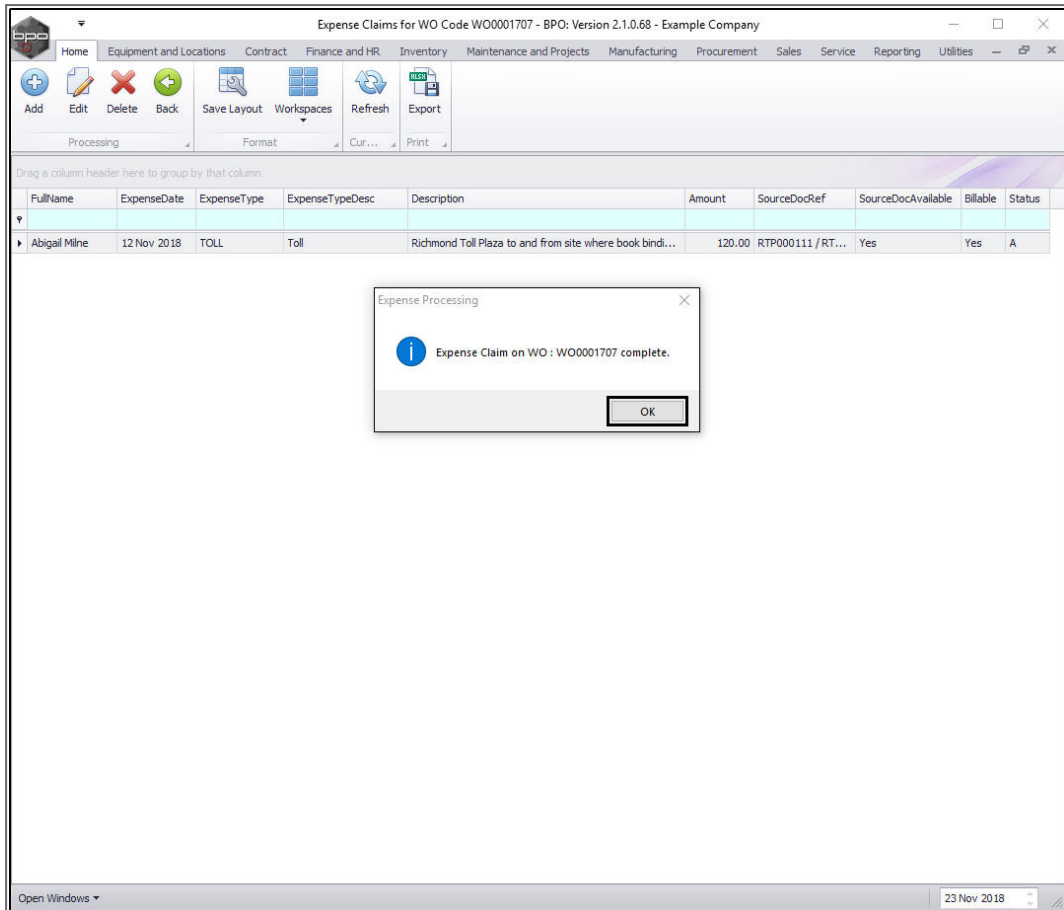 Expense Claims for WO Code WO0001707 - BPO: Version 2.1.0.68 - Example Company
bpo
Home Equipment and Locations Contract Finance and HR Inventory Maintenance and Projects Manufacturing Procurement Sales Service Reporting Utilities
Add Edit Delete Back Save Layout Workspaces Refresh Export
XLSX
Processing Format Cur... Print
Drag a column header here to group by that column
FullName ExpenseDate ExpenseType ExpenseTypeDesc Description Amount SourceDocRef SourceDocAvailable Billable Status
Abigail Milne 12 Nov 2018 TOLL Toll Richmond Toll Plaza to and from site where book bindi... 120.00 RTP000111 / RT... Yes Yes A
Expense Processing
Expense Claim on WO : WO0001707 complete.
OK
Open Windows 23 Nov 2018